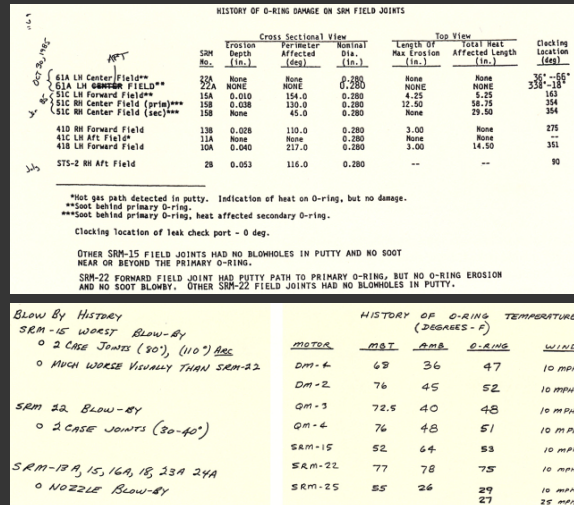 HISTORY OF O-RING DAMAGE ON SRM FIELD JOINTS
Cross Sectional View Top View
Erosion Perimeter Nominal Length Of Total Heat Clocking
SRM Depth Affected Dia. Max Erosion Affected Length Location
No. (in.) (deg) (in.) (in.) (in.) (deg)
OCT 30, 1985
AFT
61A LH Center Field** 22A None None 0.280 None None 36°--66°
61A LH CENTER FIELD** 22A NONE NONE 0.280 NONE NONE 338°-18°
51C LH Forward Field** 15A 0.010 154.0 0.280 4.25 5.25 163
51C RH Center Field (prim)*** 15B 0.038 130.0 0.280 12.50 58.75 354
51C RH Center Field (sec)*** 15B None 45.0 0.280 None 29.50 354
41D RH Forward Field 13B 0.028 110.0 0.280 3.00 None 275
41C LH Aft Field* 11A None None 0.280 None None --
41B LH Forward Field 10A 0.040 217.0 0.280 3.00 14.50 351
STS-2 RH Aft Field 2B 0.053 116.0 0.280 -- -- 90
*Hot gas path detected in putty. Indication of heat on O-ring, but no damage.
**Soot behind primary O-ring.
***Soot behind primary O-ring, heat affected secondary O-ring.
Clocking location of leak check port - 0 deg.
OTHER SRM-15 FIELD JOINTS HAD NO BLOWHOLES IN PUTTY AND NO SOOT
NEAR OR BEYOND THE PRIMARY O-RING.
SRM-22 FORWARD FIELD JOINT HAD PUTTY PATH TO PRIMARY O-RING, BUT NO O-RING EROSION
AND NO SOOT BLOWBY. OTHER SRM-22 FIELD JOINTS HAD NO BLOWHOLES IN PUTTY.
BLOW BY HISTORY
SRM-15 WORST BLOW-BY
o 2 CASE JOINTS (80°), (110°) ARC
o MUCH WORSE VISUALLY THAN SRM-22
SRM 22 BLOW-BY
o 2 CASE JOINTS (30-40°)
SRM-13A, 15, 16A, 18, 23A 24A
o NOZZLE BLOW-BY
HISTORY OF O-RING TEMPERATURE
(DEGREES - F)
MOTOR MBT AMB O-RING WIND
DM-4 68 36 47 10 MPH
DM-2 76 45 52 10 MPH
QM-3 72.5 40 48 10 MPH
QM-4 76 48 51 10 MPH
SRM-15 52 64 53 10 MPH
SRM-22 77 78 75 10 MPH
SRM-25 55 26 29 10 MPH
27 25 MPH